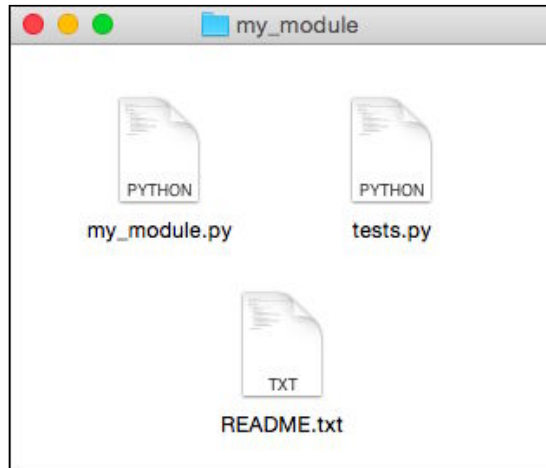 my_module
PYTHON
PYTHON
my_module.py
tests.py
TXT
README.txt